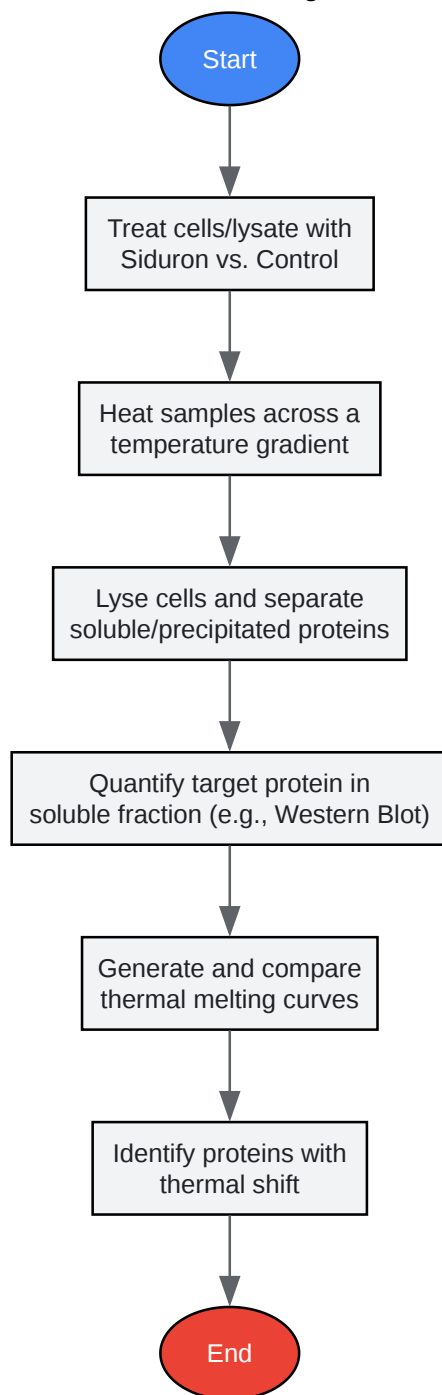 Start
Treat cells/lysate with
Siduron vs. Control
Heat samples across a
temperature gradient
Lyse cells and separate
soluble/precipitated proteins
Quantify target protein in
soluble fraction (e.g., Western Blot)
Generate and compare
thermal melting curves
Identify proteins with
thermal shift
End